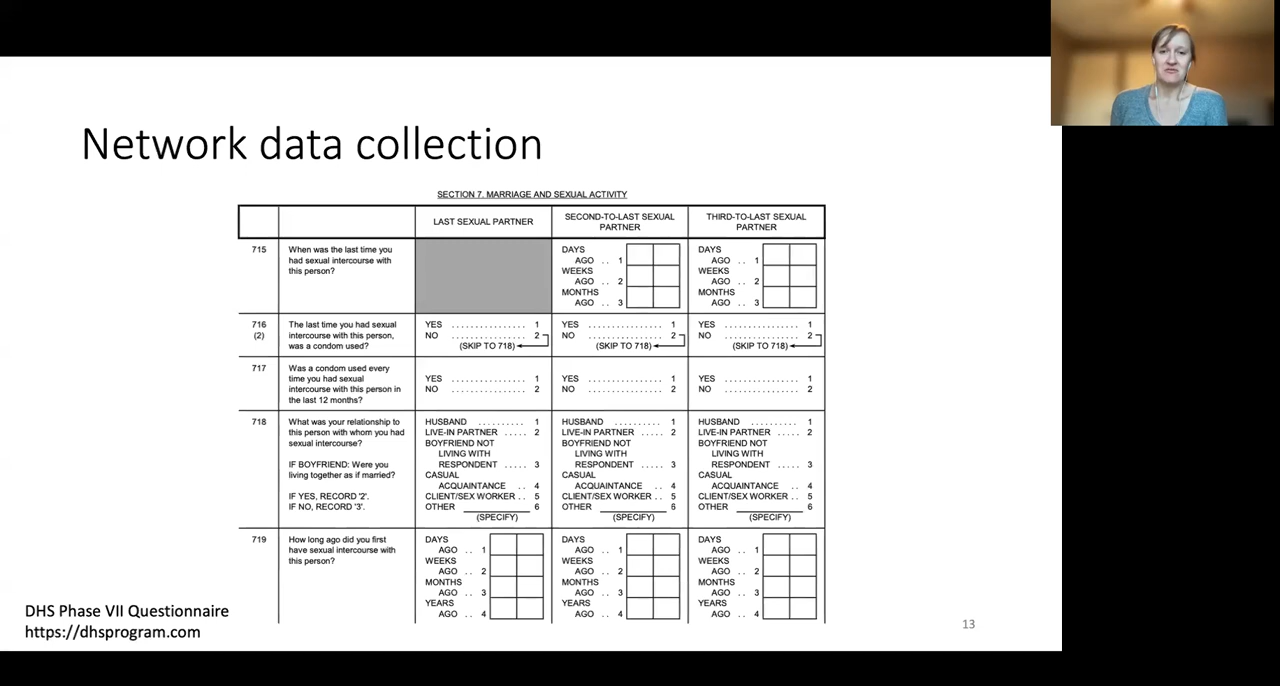 Network data collection
SECTION 7. MARRIAGE AND SEXUAL ACTIVITY
LAST SEXUAL PARTNER
SECOND-TO-LAST SEXUAL
PARTNER
THIRD-TO-LAST SEXUAL
PARTNER
715
When was the last time you
had sexual intercourse with
this person?
DAYS
AGO . . 1
WEEKS
AGO . . 2
MONTHS
AGO . . 3
DAYS
AGO . . 1
WEEKS
AGO . . 2
MONTHS
AGO . . 3
716
(2)
The last time you had sexual
intercourse with this person,
was a condom used?
YES . . . . . . . . . . . . . . . 1
NO . . . . . . . . . . . . . . . 2
(SKIP TO 718)
YES . . . . . . . . . . . . . . . 1
NO . . . . . . . . . . . . . . . 2
(SKIP TO 718)
YES . . . . . . . . . . . . . . . 1
NO . . . . . . . . . . . . . . . 2
(SKIP TO 718)
717
Was a condom used every
time you had sexual
intercourse with this person in
the last 12 months?
YES . . . . . . . . . . . . . . . 1
NO . . . . . . . . . . . . . . . 2
YES . . . . . . . . . . . . . . . 1
NO . . . . . . . . . . . . . . . 2
YES . . . . . . . . . . . . . . . 1
NO . . . . . . . . . . . . . . . 2
718
What was your relationship to
this person with whom you had
sexual intercourse?
IF BOYFRIEND: Were you
living together as if married?
IF YES, RECORD '2'.
IF NO, RECORD '3'.
HUSBAND . . . . . . . . . . 1
LIVE-IN PARTNER . . . . . 2
BOYFRIEND NOT
LIVING WITH
RESPONDENT . . . . . 3
CASUAL
ACQUAINTANCE . . 4
CLIENT/SEX WORKER . . 5
OTHER 6
(SPECIFY)
HUSBAND . . . . . . . . . . 1
LIVE-IN PARTNER . . . . . 2
BOYFRIEND NOT
LIVING WITH
RESPONDENT . . . . . 3
CASUAL
ACQUAINTANCE . . 4
CLIENT/SEX WORKER . . 5
OTHER 6
(SPECIFY)
HUSBAND . . . . . . . . . . 1
LIVE-IN PARTNER . . . . . 2
BOYFRIEND NOT
LIVING WITH
RESPONDENT . . . . . 3
CASUAL
ACQUAINTANCE . . 4
CLIENT/SEX WORKER . . 5
OTHER 6
(SPECIFY)
719
How long ago did you first
have sexual intercourse with
this person?
DAYS
AGO . . 1
WEEKS
AGO . . 2
MONTHS
AGO . . 3
YEARS
AGO . . 4
DAYS
AGO . . 1
WEEKS
AGO . . 2
MONTHS
AGO . . 3
YEARS
AGO . . 4
DAYS
AGO . . 1
WEEKS
AGO . . 2
MONTHS
AGO . . 3
YEARS
AGO . . 4
DHS Phase VII Questionnaire
https://dhsprogram.com
13